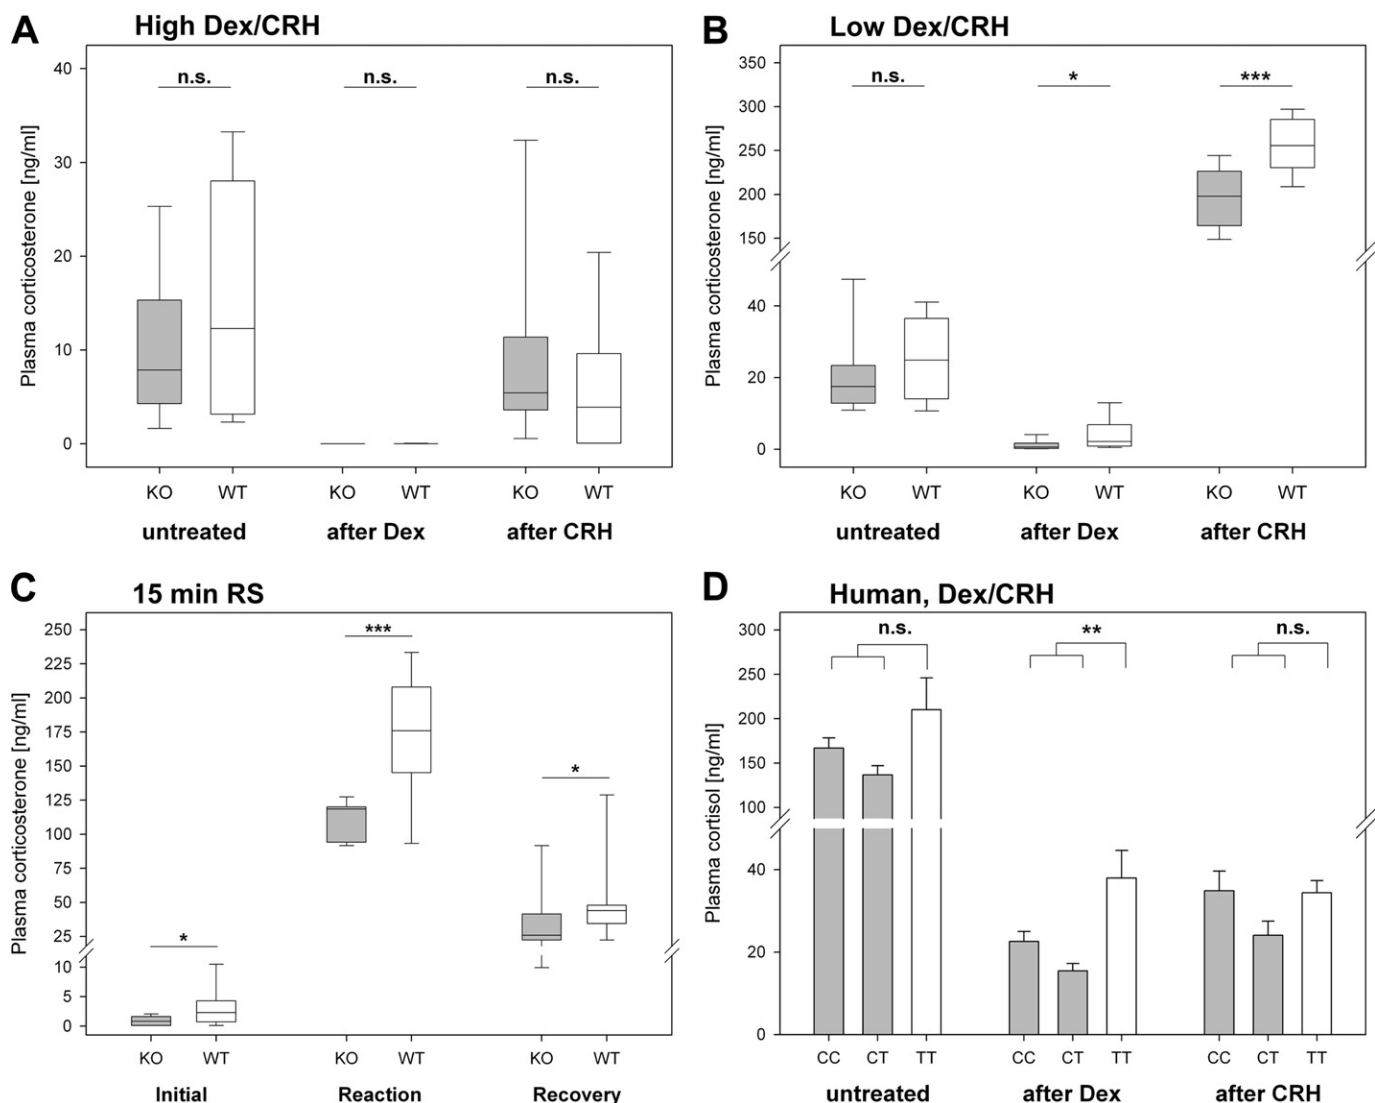 A High Dex/CRH
Plasma corticosterone [ng/ml]
40
30
20
10
0
n.s. n.s. n.s.
KO WT KO WT KO WT
untreated after Dex after CRH
B Low Dex/CRH
Plasma corticosterone [ng/ml]
350
300
250
200
150
40
20
0
n.s. * ***
KO WT KO WT KO WT
untreated after Dex after CRH
C 15 min RS
Plasma corticosterone [ng/ml]
250
225
200
175
150
125
100
75
50
25
10
5
0
* *** *
KO WT KO WT KO WT
Initial Reaction Recovery
D Human, Dex/CRH
Plasma cortisol [ng/ml]
300
250
200
150
100
40
20
0
n.s. ** n.s.
CC CT TT CC CT TT CC CT TT
untreated after Dex after CRH